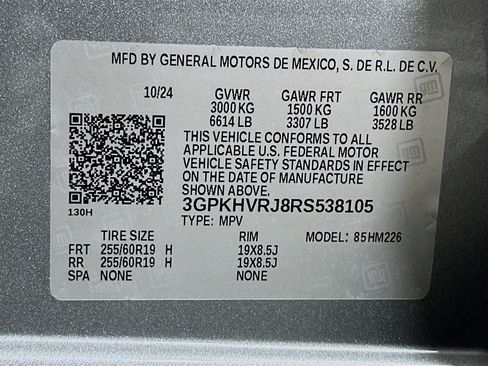 MFD BY GENERAL MOTORS DE MEXICO, S. DE R.L. DE C.V.
10/24 GVWR GAWR FRT GAWR RR
3000 KG 1500 KG 1600 KG
6614 LB 3307 LB 3528 LB
THIS VEHICLE CONFORMS TO ALL
APPLICABLE U.S. FEDERAL MOTOR
VEHICLE SAFETY STANDARDS IN EFFECT
ON THE DATE OF MANUFACTURE
SHOWN ABOVE.
130H
3GPKHVRJ8RS538105
TYPE: MPV
TIRE SIZE RIM MODEL: 85HM226
FRT 255/60R19 H 19X8.5J
RR 255/60R19 H 19X8.5J
SPA NONE NONE